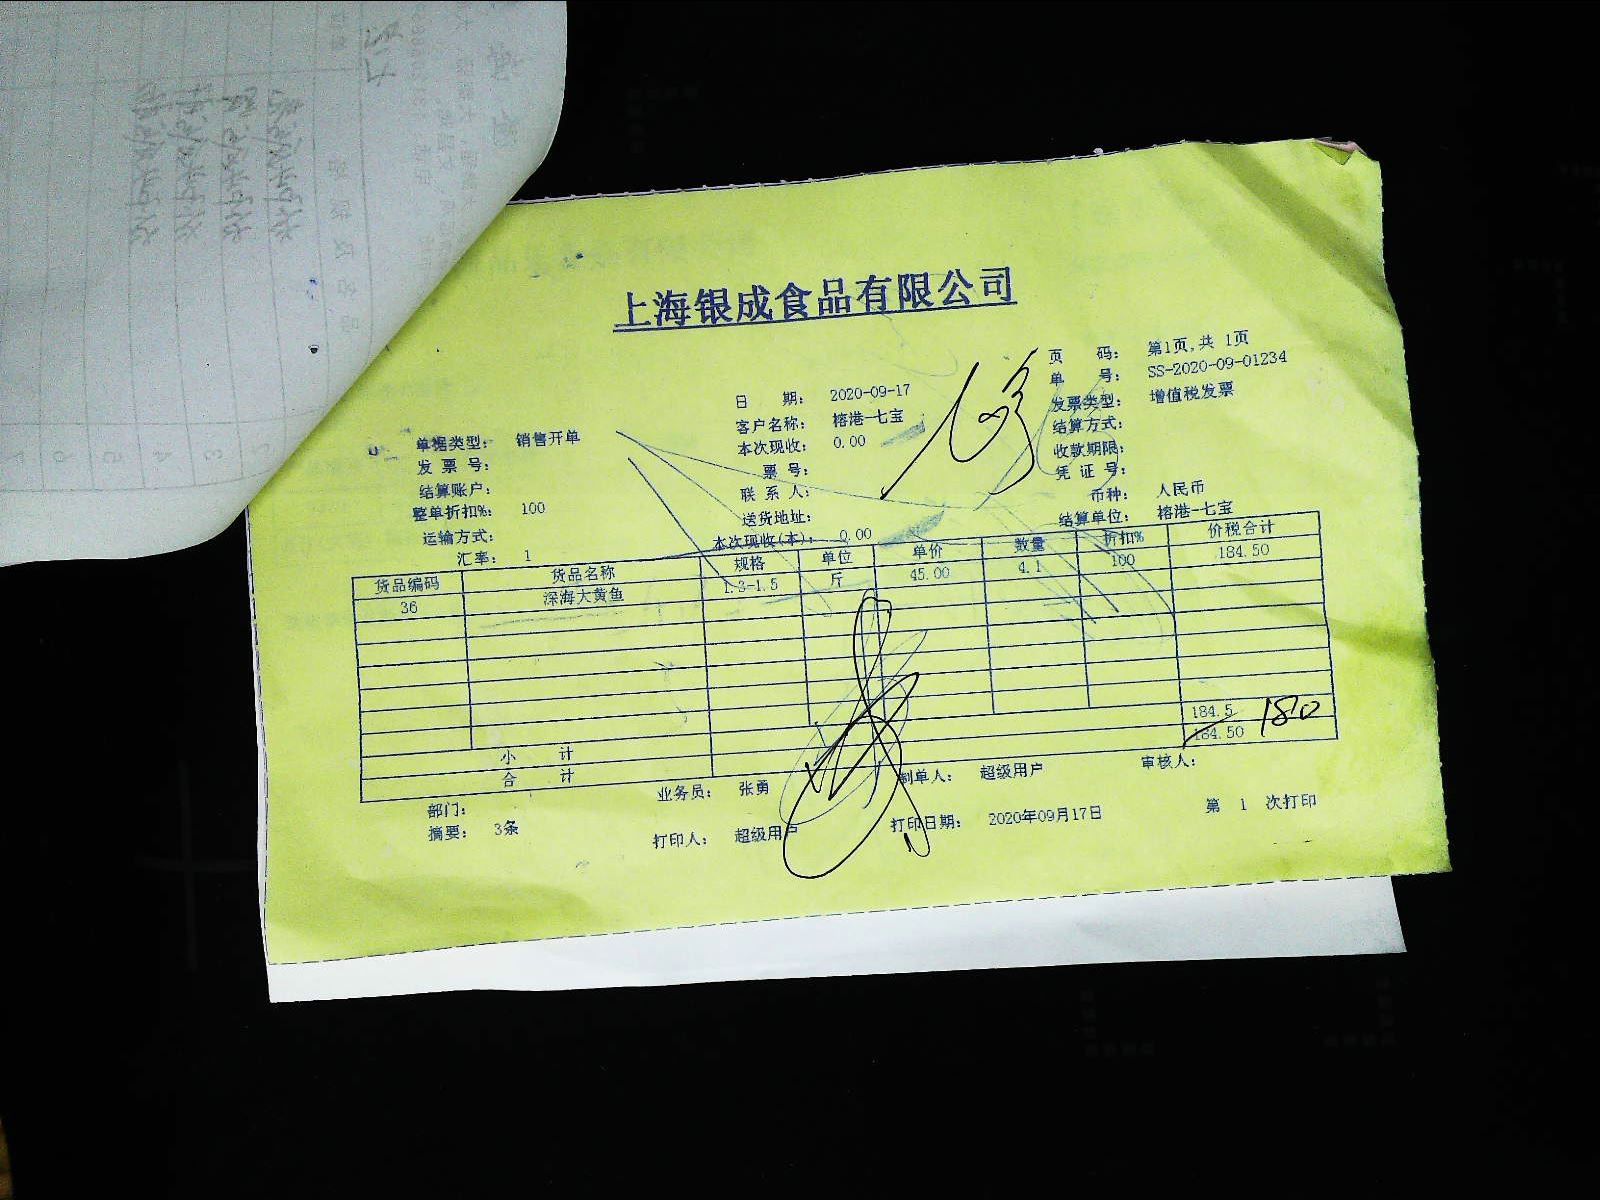 上海银成食品有限公司
页 码： 第1页,共 1页
日 期： 2020-09-17 单 号： SS-2020-09-01234
客户名称： 榕港-七宝 发票类型： 增值税发票
单据类型： 销售开单 本次现收： 0.00 结算方式：
发 票 号： 票 号： 收款期限：
结算账户： 联 系 人： 凭 证 号：
整单折扣%： 100 送货地址： 币种： 人民币
运输方式： 本次现收(本)： 0.00 结算单位： 榕港-七宝
汇率： 1
货品编码 货品名称 规格 单位 单价 数量 折扣% 价税合计
36 深海大黄鱼 1.3-1.5 斤 45.00 4.1 100 184.50
小 计 184.5
合 计 184.50 180
部门： 业务员： 张勇 制单人： 超级用户 审核人：
摘要： 3条 打印人： 超级用户 打印日期： 2020年09月17日 第 1 次打印